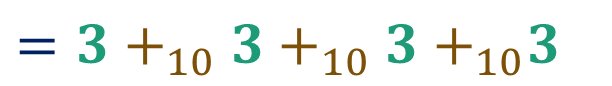 = 3 +₁₀ 3 +₁₀ 3 +₁₀ 3